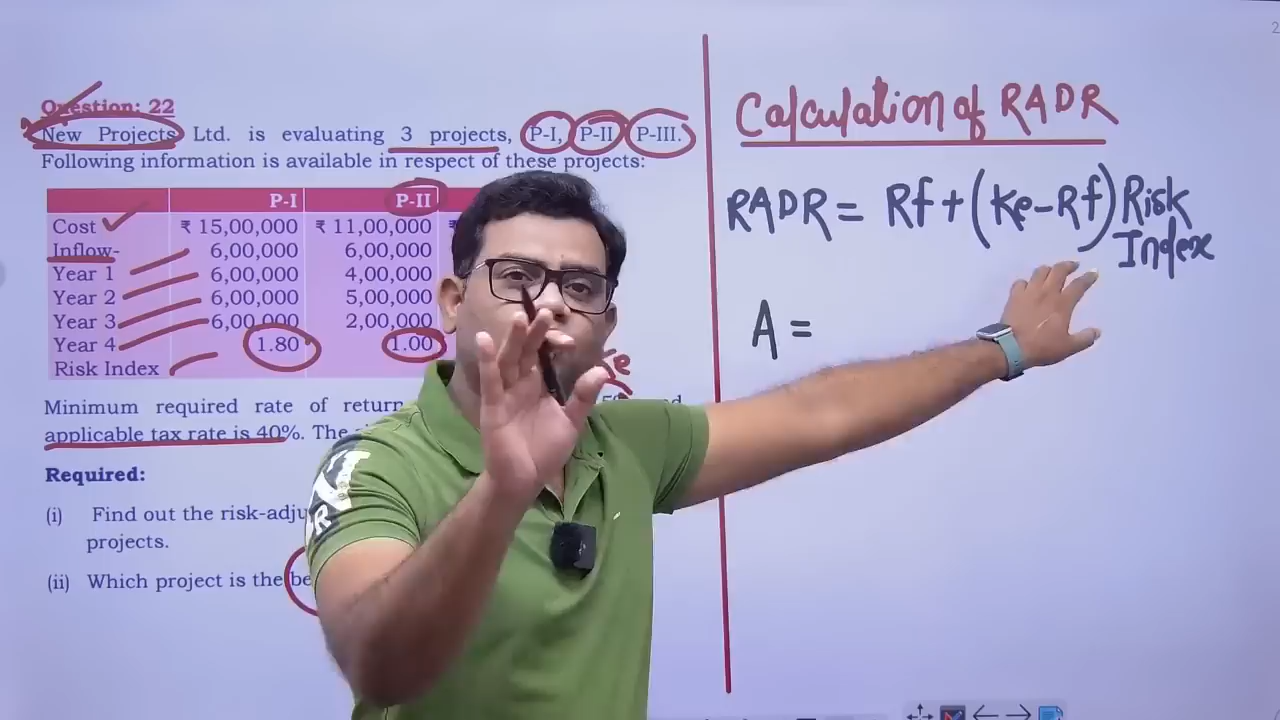 Question: 22
New Projects Ltd. is evaluating 3 projects, P-I, P-II P-III.
Following information is available in respect of these projects:
P-I P-II
Cost ₹ 15,00,000 ₹ 11,00,000 ₹
Inflow- 6,00,000 6,00,000
Year 1 6,00,000 4,00,000
Year 2 6,00,000 5,00,000
Year 3 6,00,000 2,00,000
Year 4 1.80 1.00
Risk Index
Minimum required rate of return
applicable tax rate is 40%. The
Required:
(i) Find out the risk-adju
projects.
(ii) Which project is the be
Calculation of RADR
RADR = Rf + (Ke - Rf) Risk
Index
A =